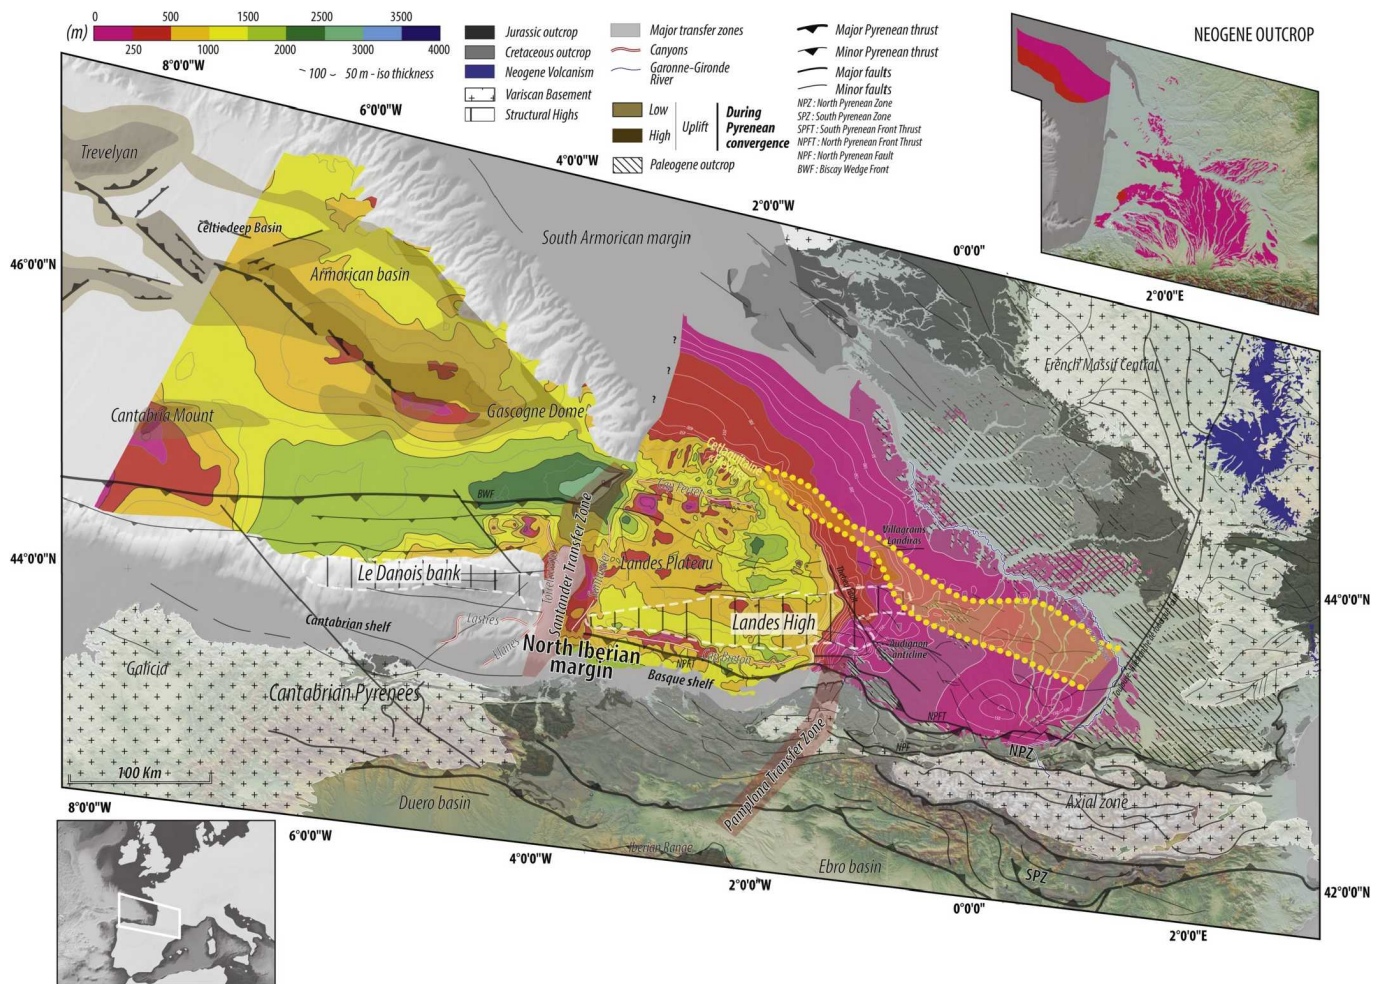 (m)
0
500
1500
2500
3500
250
500
1000
2000
3000
4000
100
50 m - iso thickness
Jurassic outcrop
Cretaceous outcrop
Neogene Volcanism
Variscan Basement
Structural Highs
Major transfer zones
Canyons
Garonne-Gironde
River
Low
High
Uplift
During
Pyrenean
convergence
Paleogene outcrop
Major Pyrenean thrust
Minor Pyrenean thrust
Major faults
Minor faults
NPZ : North Pyrenean Zone
SPZ : South Pyrenean Zone
SPFT : South Pyrenean Front Thrust
NPFT : North Pyrenean Front Thrust
NPF : North Pyrenean Fault
BWF : Biscay Wedge Front
NEOGENE OUTCROP
2°0'0"E
8°0'0"W
6°0'0"W
4°0'0"W
2°0'0"W
0°0'0"
46°0'0"N
44°0'0"N
44°0'0"N
42°0'0"N
Trevelyan
Celtic deep Basin
Armorican basin
South Armorican margin
French Massif Central
Cantabria Mount
Gascogne Dome
?
?
?
Cap Ferret
Villagrains
Landiras
BWF
Santander Transfer Zone
Landes Plateau
Le Danois bank
Landes High
Cantabrian shelf
Lastres
Llanes
North Iberian
margin
NPFT
Basque shelf
Audignon
anticline
Galicia
Cantabrian Pyrenees
NPFT
NPF
NPZ
Pamplona Transfer Zone
Axial zone
100 Km
Duero basin
Iberian Range
Ebro basin
SPZ
8°0'0"W
6°0'0"W
4°0'0"W
2°0'0"W
0°0'0"
2°0'0"E